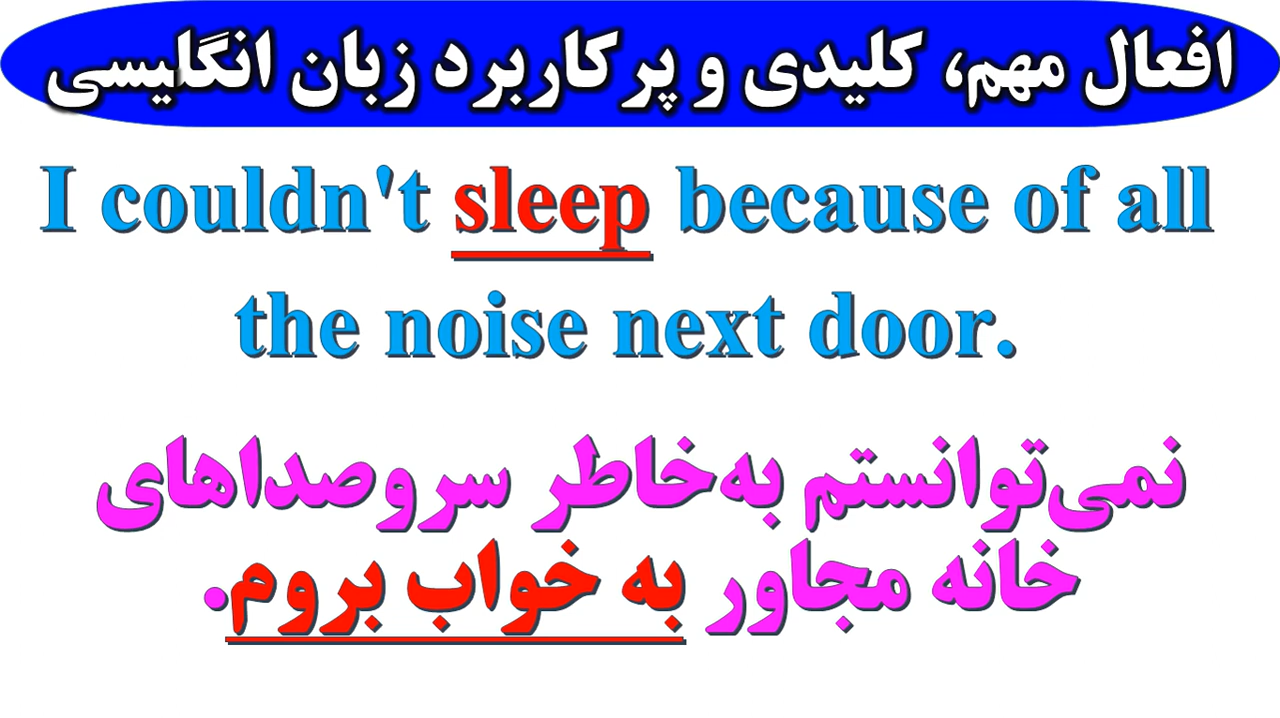 افعال مهم، کلیدی و پرکاربرد زبان انگلیسی
I couldn't sleep because of all
the noise next door.
نمی‌توانستم به‌خاطر سروصداهای
خانه مجاور به خواب بروم.